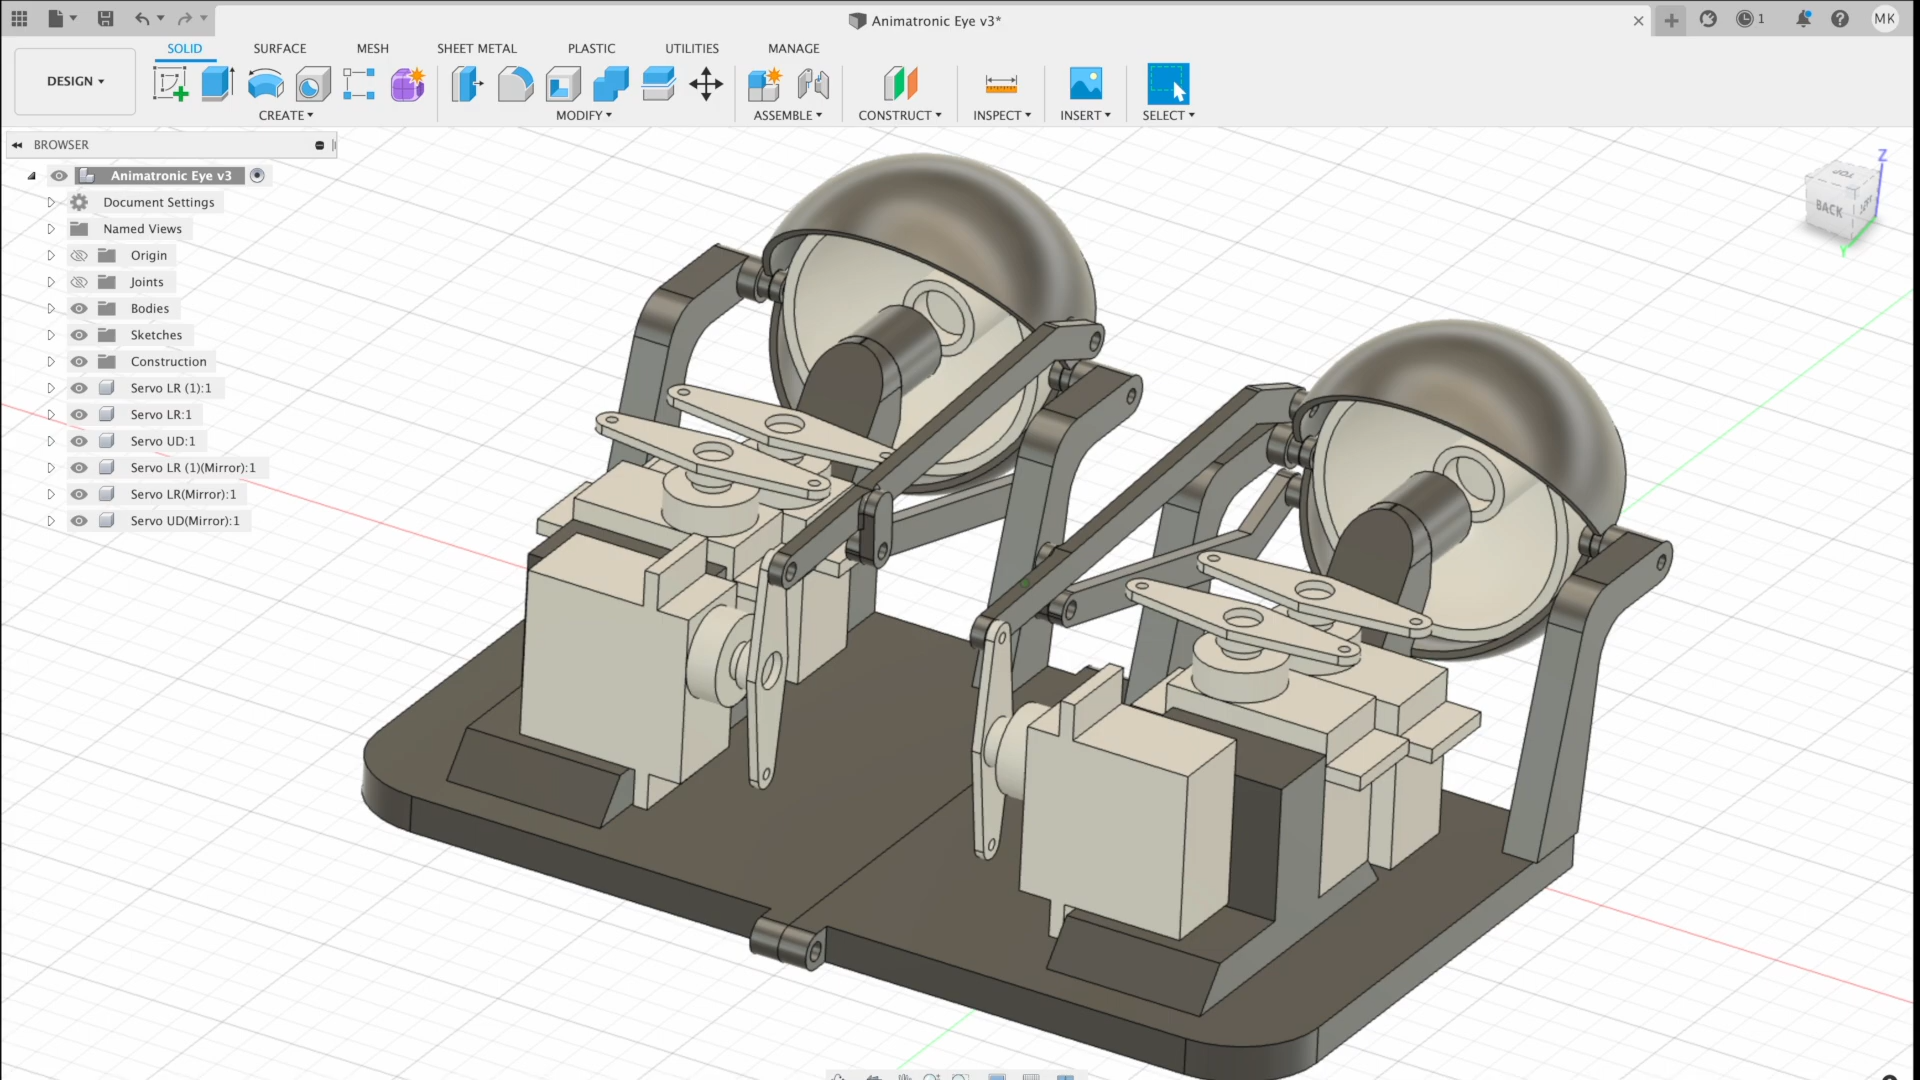 Animatronic Eye v3*
1
MK
DESIGN
SOLID
SURFACE
MESH
SHEET METAL
PLASTIC
UTILITIES
MANAGE
CREATE
MODIFY
ASSEMBLE
CONSTRUCT
INSPECT
INSERT
SELECT
BROWSER
Animatronic Eye v3
Document Settings
Named Views
Origin
Joints
Bodies
Sketches
Construction
Servo LR (1):1
Servo LR:1
Servo UD:1
Servo LR (1)(Mirror):1
Servo LR(Mirror):1
Servo UD(Mirror):1
Z
TOP
BACK
Y